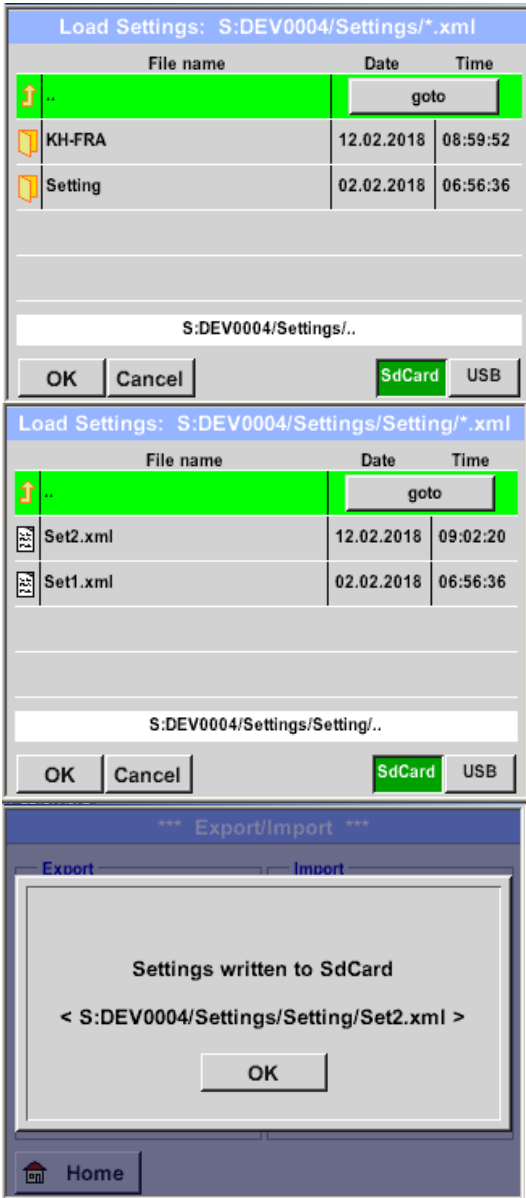 Load Settings: S:DEV0004/Settings/*.xml
File name Date Time
.. goto
KH-FRA 12.02.2018 08:59:52
Setting 02.02.2018 06:56:36
S:DEV0004/Settings/..
OK Cancel SdCard USB
Load Settings: S:DEV0004/Settings/Setting/*.xml
File name Date Time
.. goto
Set2.xml 12.02.2018 09:02:20
Set1.xml 02.02.2018 06:56:36
S:DEV0004/Settings/Setting/..
OK Cancel SdCard USB
*** Export/Import ***
Export Import
Settings written to SdCard
< S:DEV0004/Settings/Setting/Set2.xml >
OK
Home